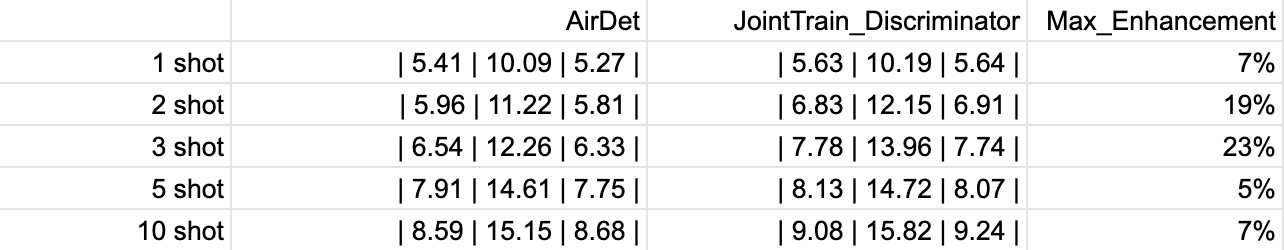 AirDet JointTrain_Discriminator Max_Enhancement
1 shot | 5.41 | 10.09 | 5.27 | | 5.63 | 10.19 | 5.64 | 7%
2 shot | 5.96 | 11.22 | 5.81 | | 6.83 | 12.15 | 6.91 | 19%
3 shot | 6.54 | 12.26 | 6.33 | | 7.78 | 13.96 | 7.74 | 23%
5 shot | 7.91 | 14.61 | 7.75 | | 8.13 | 14.72 | 8.07 | 5%
10 shot | 8.59 | 15.15 | 8.68 | | 9.08 | 15.82 | 9.24 | 7%